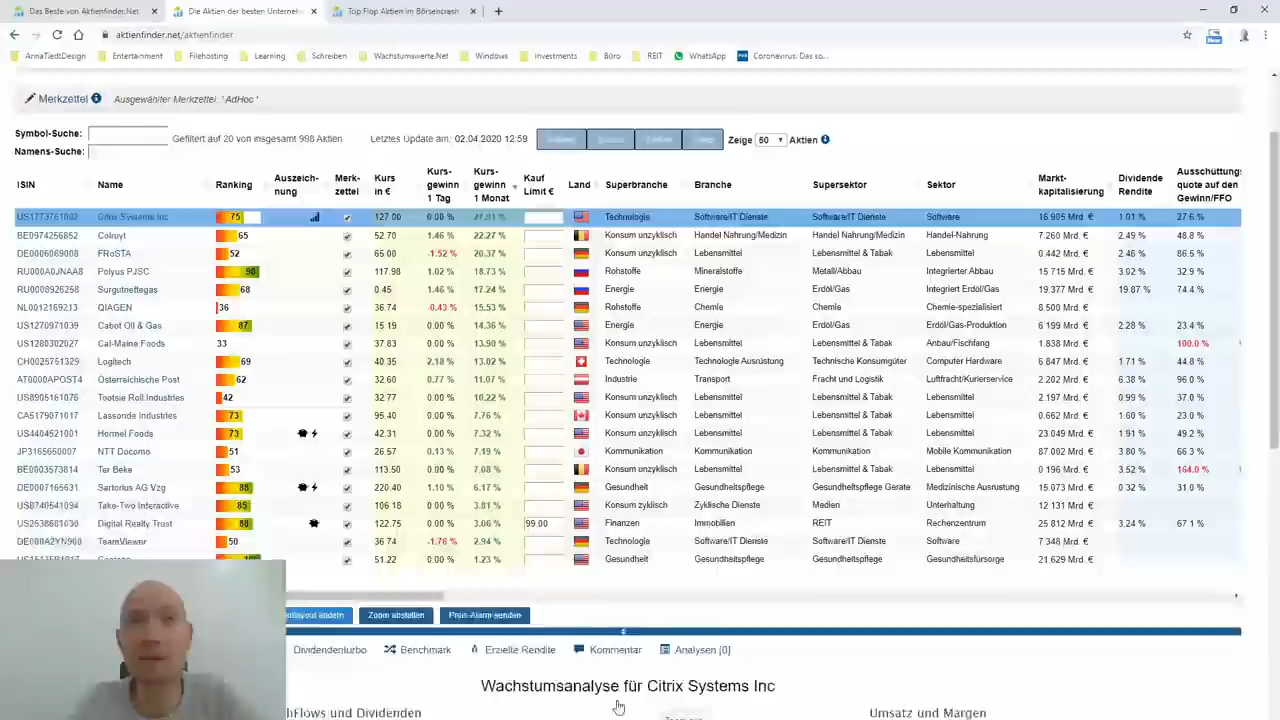 Das Beste von Aktienfinder.Net
Die Aktien der besten Unterneh
Top Flop Aktien im Börsencrash
aktienfinder.net/aktienfinder
AnnaTiedtDesign Entertainment Filehosting Learning Schreiben Wachstumswerte.Net Windows Investments Büro REIT WhatsApp Coronavirus: Das so...
Merkzettel Ausgewählter Merkzettel: 'AdHoc'
Symbol-Suche: Gefiltert auf 20 von insgesamt 998 Aktien Letztes Update am: 02.04.2020 12:59 Zeige 50 Aktien
Namens-Suche:
ISIN Name Ranking Auszeich-nung Merk-zettel Kurs in € Kurs-gewinn 1 Tag Kurs-gewinn 1 Monat Kauf Limit € Land Superbranche Branche Supersektor Sektor Markt-kapitalisierung Dividende Rendite Ausschüttungs quote auf den Gewinn/FFO
Citrix Systems Inc 75 127.00 0.00 % Technologie Software/IT Dienste Software/IT Dienste Software 16.905 Mrd. € 1.01 % 27.6 %
BE0974256852 Colruyt 65 52.70 1.46 % 22.27 % Konsum unzyklisch Handel Nahrung/Medizin Handel Nahrung/Medizin Handel-Nahrung 7.260 Mrd. € 2.49 % 48.8 %
DE0006069008 FRoSTA 52 65.00 -1.52 % 20.37 % Konsum unzyklisch Lebensmittel Lebensmittel & Tabak Lebensmittel 0.442 Mrd. € 2.46 % 86.5 %
RU000A0JNAA8 Polyus PJSC 98 117.98 1.02 % 18.73 % Rohstoffe Mineralstoffe Metall/Abbau Integrierter Abbau 15 715 Mrd. € 3.02 % 32.9 %
RU0008926258 Surgutneftegas 68 0.45 1.46 % 17.24 % Energie Energie Erdöl/Gas Integriert Erdöl/Gas 19.377 Mrd. € 19.87 % 74.4 %
NL0012169213 QIAGEN 36 36.74 -0.43 % 15.53 % Rohstoffe Chemie Chemie Chemie-spezialisiert 8.500 Mrd. €
US1270971039 Cabot Oil & Gas 87 15 19 0.00 % 14.36 % Energie Energie Erdöl/Gas Erdöl/Gas-Produktion 6 199 Mrd. € 2.28 % 23.4 %
US1280302027 Cal-Maine Foods 33 37.83 0.00 % 13.90 % Konsum unzyklisch Lebensmittel Lebensmittel & Tabak Anbau/Fischfang 1.838 Mrd. € 100.0 %
CH0025751329 Logitech 69 40.35 2.18 % 13.02 % Technologie Technologie Ausrüstung Technische Konsumgüter Computer Hardware 6 847 Mrd. € 1.71 % 44.8 %
AT0000APOST4 Österreichische Post 62 32.60 0.77 % 11.07 % Industrie Transport Fracht und Logistik Luftfracht/Kurierservice 2.202 Mrd. € 6.38 % 96.0 %
US8905161076 Tootsie Roll Industries 42 32.77 0.00 % 10.22 % Konsum unzyklisch Lebensmittel Lebensmittel & Tabak Lebensmittel 2.197 Mrd. € 0.99 % 37.0 %
CA5179071017 Lassonde Industries 73 95.40 0.00 % 7.76 % Konsum unzyklisch Lebensmittel Lebensmittel & Tabak Lebensmittel 0.662 Mrd. € 1.60 % 23.0 %
US4404521001 Hormel Foods 73 42.31 0.00 % 7.32 % Konsum unzyklisch Lebensmittel Lebensmittel & Tabak Lebensmittel 23.049 Mrd. € 1.91 % 49.2 %
JP3165650007 NTT Docomo 51 26.57 0.13 % 7.19 % Kommunikation Kommunikation Kommunikation Mobile Kommunikation 87.002 Mrd. € 3.80 % 66.3 %
BE0003573814 Ter Beke 53 113.50 0.00 % 7.08 % Konsum unzyklisch Lebensmittel Lebensmittel & Tabak Lebensmittel 0 196 Mrd. € 3.52 % 164.0 %
DE0007165631 Sartorius AG Vzg 88 220.40 1.10 % 6.17 % Gesundheit Gesundheitspflege Gesundheitspflege Geräte Medizinische Ausrüstung 15.073 Mrd. € 0.32 % 31.0 %
US8740541094 Take-Two Interactive 85 106 18 0.00 % 3.81 % Konsum zyklisch Zyklische Dienste Medien Unterhaltung 12 131 Mrd. €
US2538681030 Digital Realty Trust 88 122.75 0.00 % 3.06 % 99.00 Finanzen Immobilien REIT Rechenzentrum 25 812 Mrd. € 3.24 % 67 1 %
DE000A2YN900 TeamViewer 50 36 74 -1.76 % 2.94 % Technologie Software/IT Dienste Software/IT Dienste Software 7 348 Mrd. €
51.22 0.00 % 1.23 % Gesundheit Gesundheitspflege Gesundheitspflege Gesundheitsfürsorge 21,629 Mrd. €
layout ändern Zoom abstellen Preis-Alarm senden
Dividendenturbo Benchmark Erzielte Rendite Kommentar Analysen [0]
Wachstumsanalyse für Citrix Systems Inc
Flows und Dividenden Umsatz und Margen